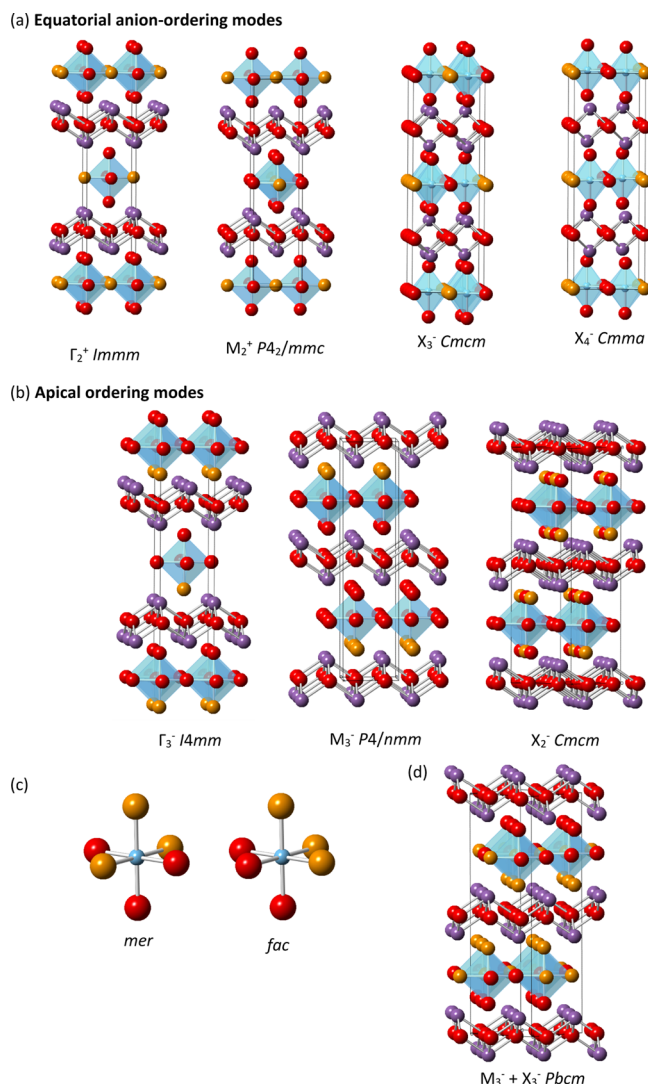 (a) Equatorial anion-ordering modes
Γ₂⁺ Immm
M₂⁺ P4₂/mmc
X₃⁻ Cmcm
X₄⁻ Cmma
(b) Apical ordering modes
Γ₃⁻ I4mm
M₃⁻ P4/nmm
X₂⁻ Cmcm
(c)
mer
fac
(d)
M₃⁻ + X₃⁻ Pbcm